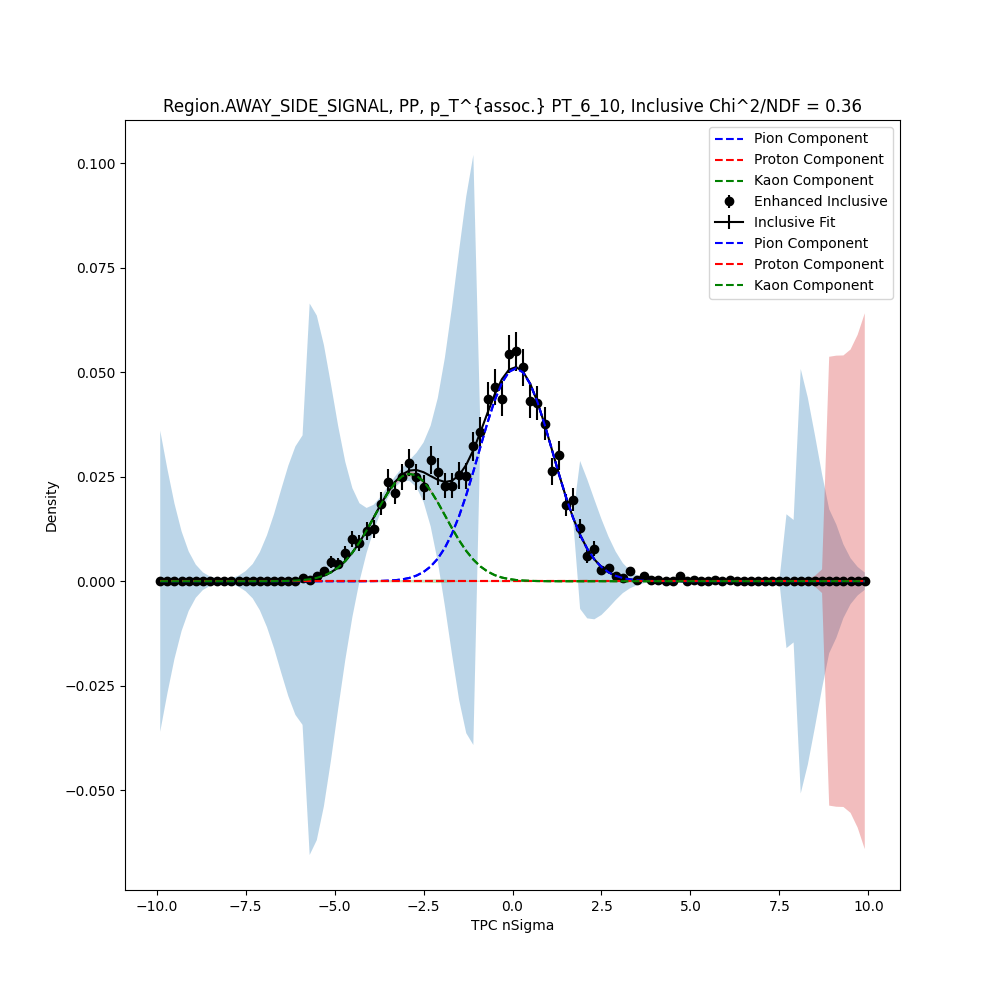 Region.AWAY_SIDE_SIGNAL, PP, p_T^{assoc.} PT_6_10, Inclusive Chi^2/NDF = 0.36
Pion Component
Proton Component
Kaon Component
Enhanced Inclusive
Inclusive Fit
Pion Component
Proton Component
Kaon Component
0.100
0.075
0.050
0.025
0.000
−0.025
−0.050
Density
−10.0 −7.5 −5.0 −2.5 0.0 2.5 5.0 7.5 10.0
TPC nSigma